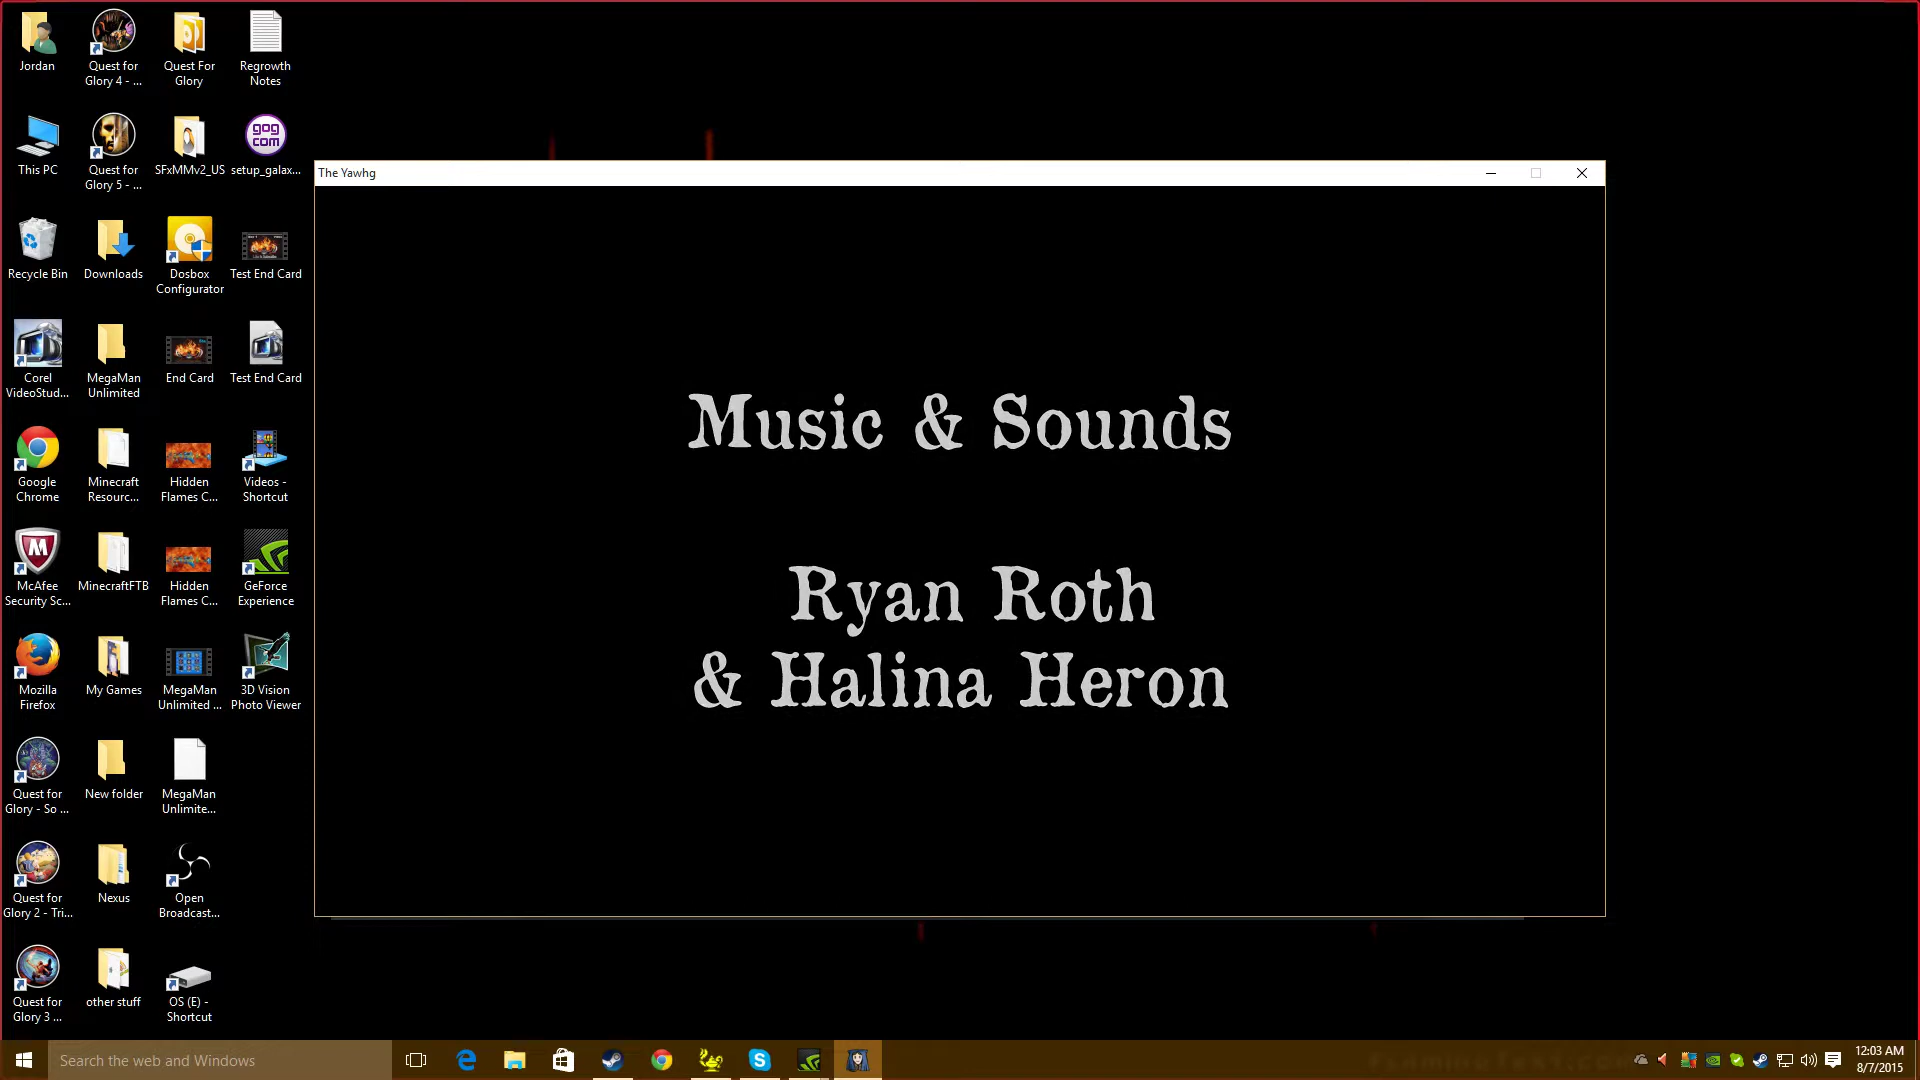 Jordan
Quest for
Glory 4 - ...
Quest For
Glory
Regrowth
Notes
This PC
Quest for
Glory 5 - ...
SFxMMv2_US
gog
com
setup_galax...
Recycle Bin
Downloads
Dosbox
Configurator
Test End Card
Corel
VideoStud...
MegaMan
Unlimited
End Card
Test End Card
Google
Chrome
Minecraft
Resourc...
Hidden
Flames C...
Videos -
Shortcut
McAfee
Security Sc...
MinecraftFTB
Hidden
Flames C...
GeForce
Experience
Mozilla
Firefox
My Games
MegaMan
Unlimited ...
3D Vision
Photo Viewer
Quest for
Glory - So ...
New folder
MegaMan
Unlimite...
Quest for
Glory 2 - Tri...
Nexus
Open
Broadcast...
Quest for
Glory 3 ...
other stuff
OS (E) -
Shortcut
The Yawhg
Music & Sounds
Ryan Roth
& Halina Heron
Search the web and Windows
12:03 AM
8/7/2015